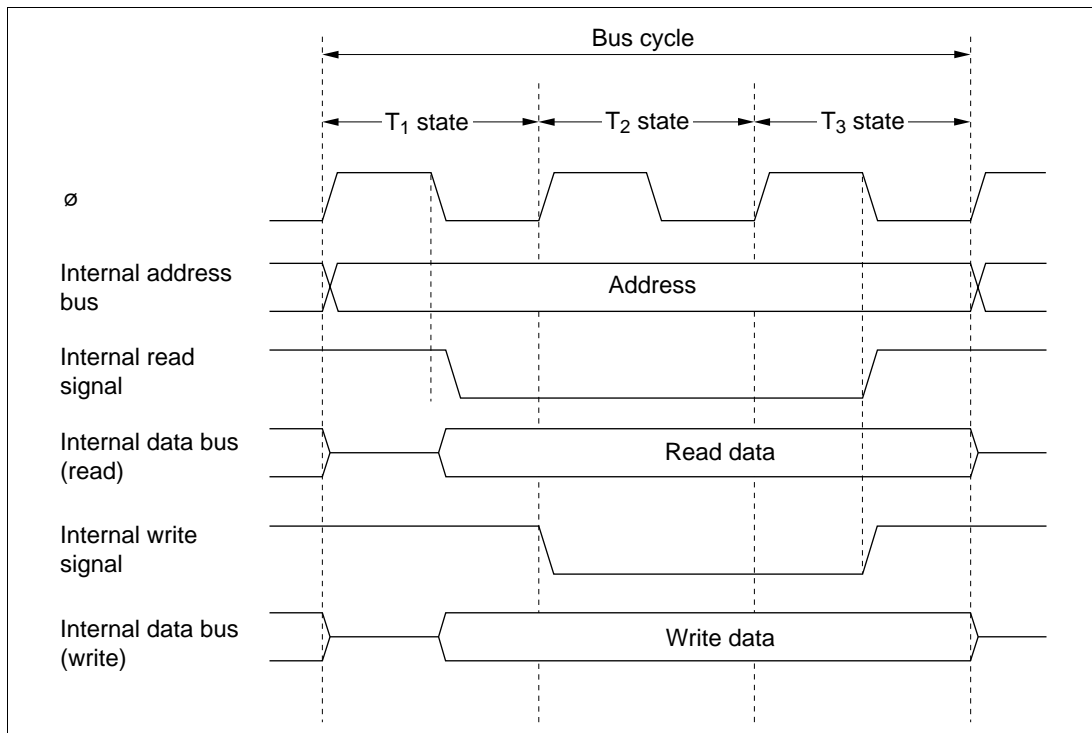 Bus cycle
T₁ state
T₂ state
T₃ state
ø
Internal address
bus
Address
Internal read
signal
Internal data bus
(read)
Read data
Internal write
signal
Internal data bus
(write)
Write data